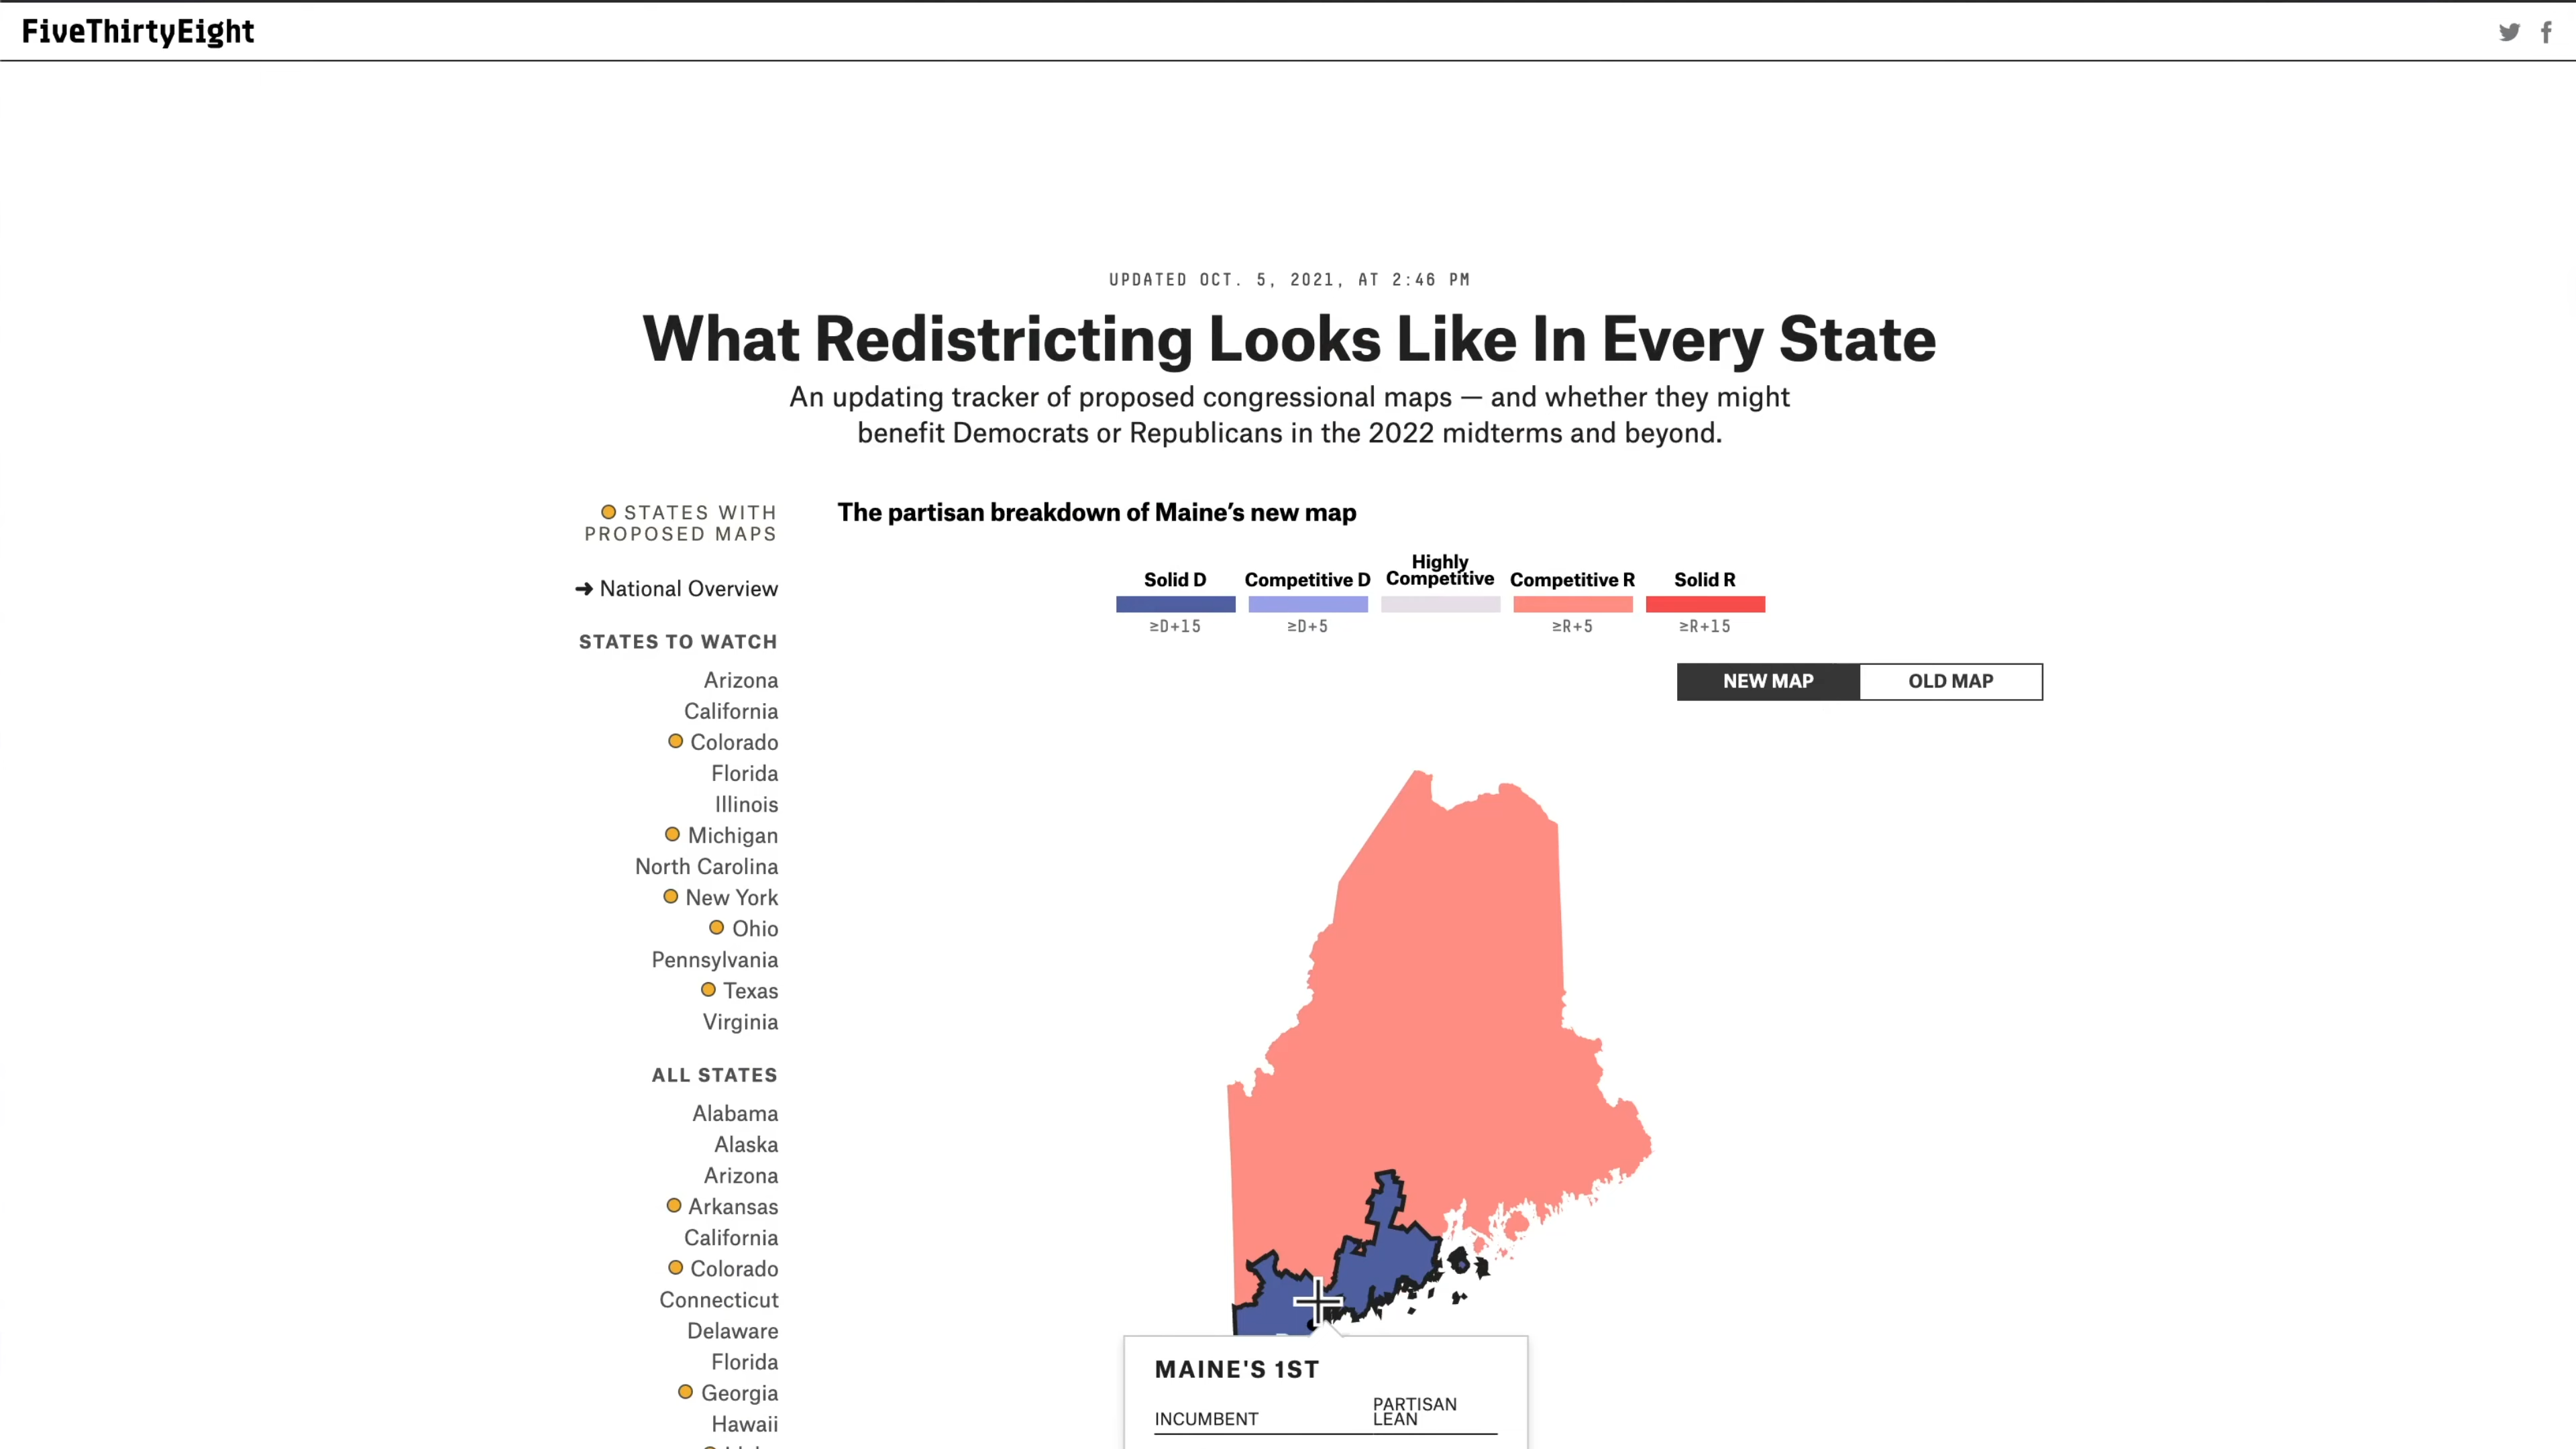 FiveThirtyEight
UPDATED OCT. 5, 2021, AT 2:46 PM
What Redistricting Looks Like In Every State
An updating tracker of proposed congressional maps — and whether they might
benefit Democrats or Republicans in the 2022 midterms and beyond.
STATES WITH
PROPOSED MAPS
➔ National Overview
STATES TO WATCH
Arizona
California
Colorado
Florida
Illinois
Michigan
North Carolina
New York
Ohio
Pennsylvania
Texas
Virginia
ALL STATES
Alabama
Alaska
Arizona
Arkansas
California
Colorado
Connecticut
Delaware
Florida
Georgia
Hawaii
The partisan breakdown of Maine’s new map
Solid D
Competitive D
Highly
Competitive
Competitive R
Solid R
≥D+15
≥D+5
≥R+5
≥R+15
NEW MAP
OLD MAP
MAINE'S 1ST
INCUMBENT
PARTISAN
LEAN